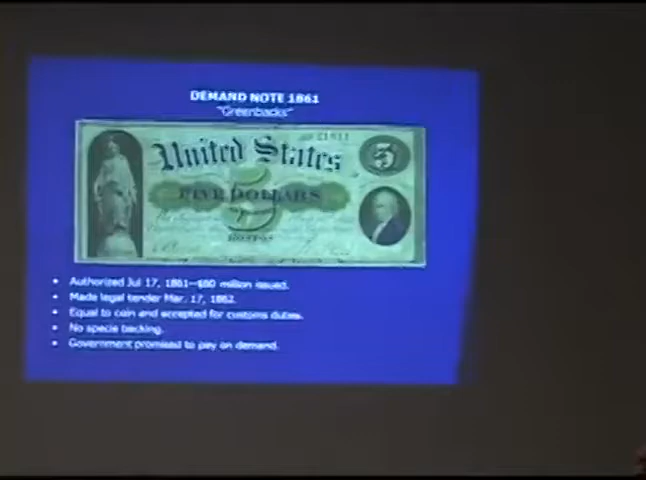 DEMAND NOTE 1861
"Greenbacks"
United States
5
FIVE DOLLARS
BOSTON
• Authorized Jul 17, 1861—$60 million issued.
• Made legal tender Mar. 17, 1862.
• Equal to coin and accepted for customs duties.
• No specie backing.
• Government promised to pay on demand.